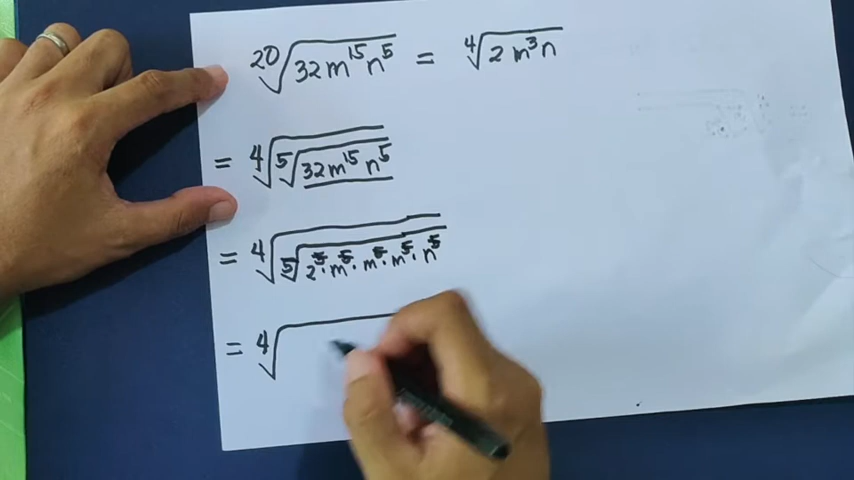 ²⁰√(32m¹⁵n⁵) = ⁴√(2m³n)
= ⁴√(⁵√(32m¹⁵n⁵))
= ⁴√(⁵√(2⁵·m⁵·m⁵·m⁵·n⁵))
= ⁴√